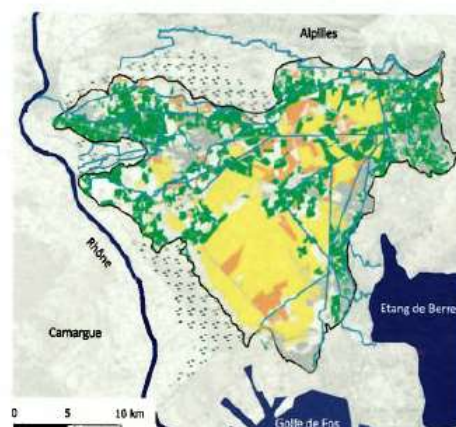 Alpilles
Rhône
Etang de Berre
Camargue
0 5 10 km
Golfe de Fos